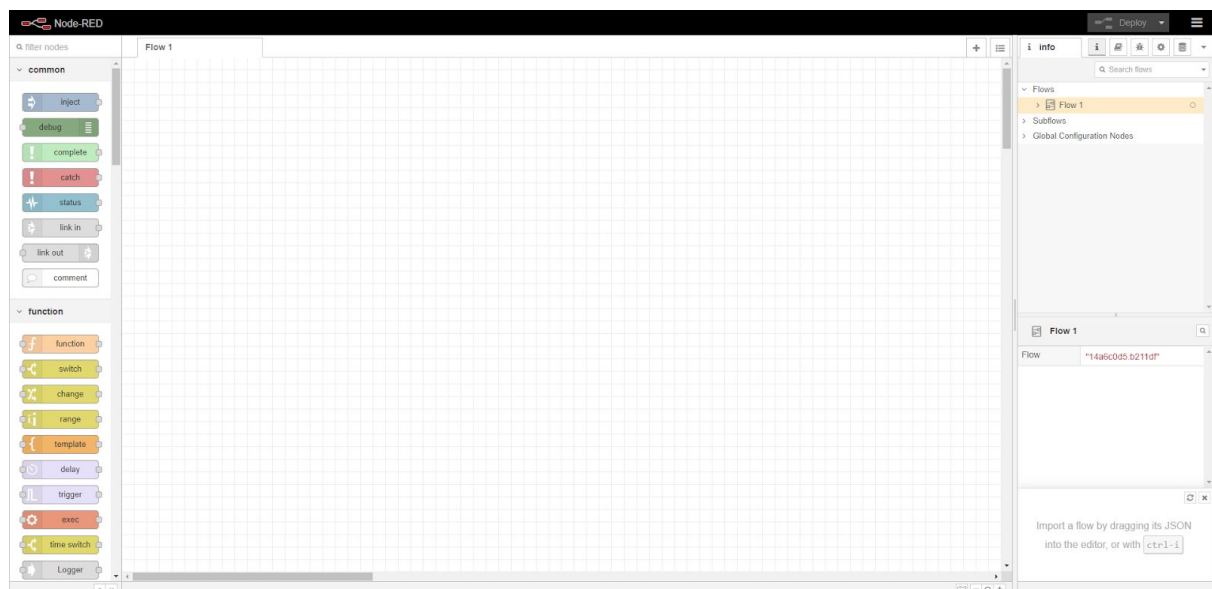 Node-RED
Deploy
filter nodes
Flow 1
i info
i
Search flows
common
inject
debug
complete
catch
status
link in
link out
comment
function
function
switch
change
range
template
delay
trigger
exec
time switch
Logger
Flows
Flow 1
Subflows
Global Configuration Nodes
Flow 1
Flow "14a6c0d5.b211df"
Import a flow by dragging its JSON
into the editor, or with ctrl-i